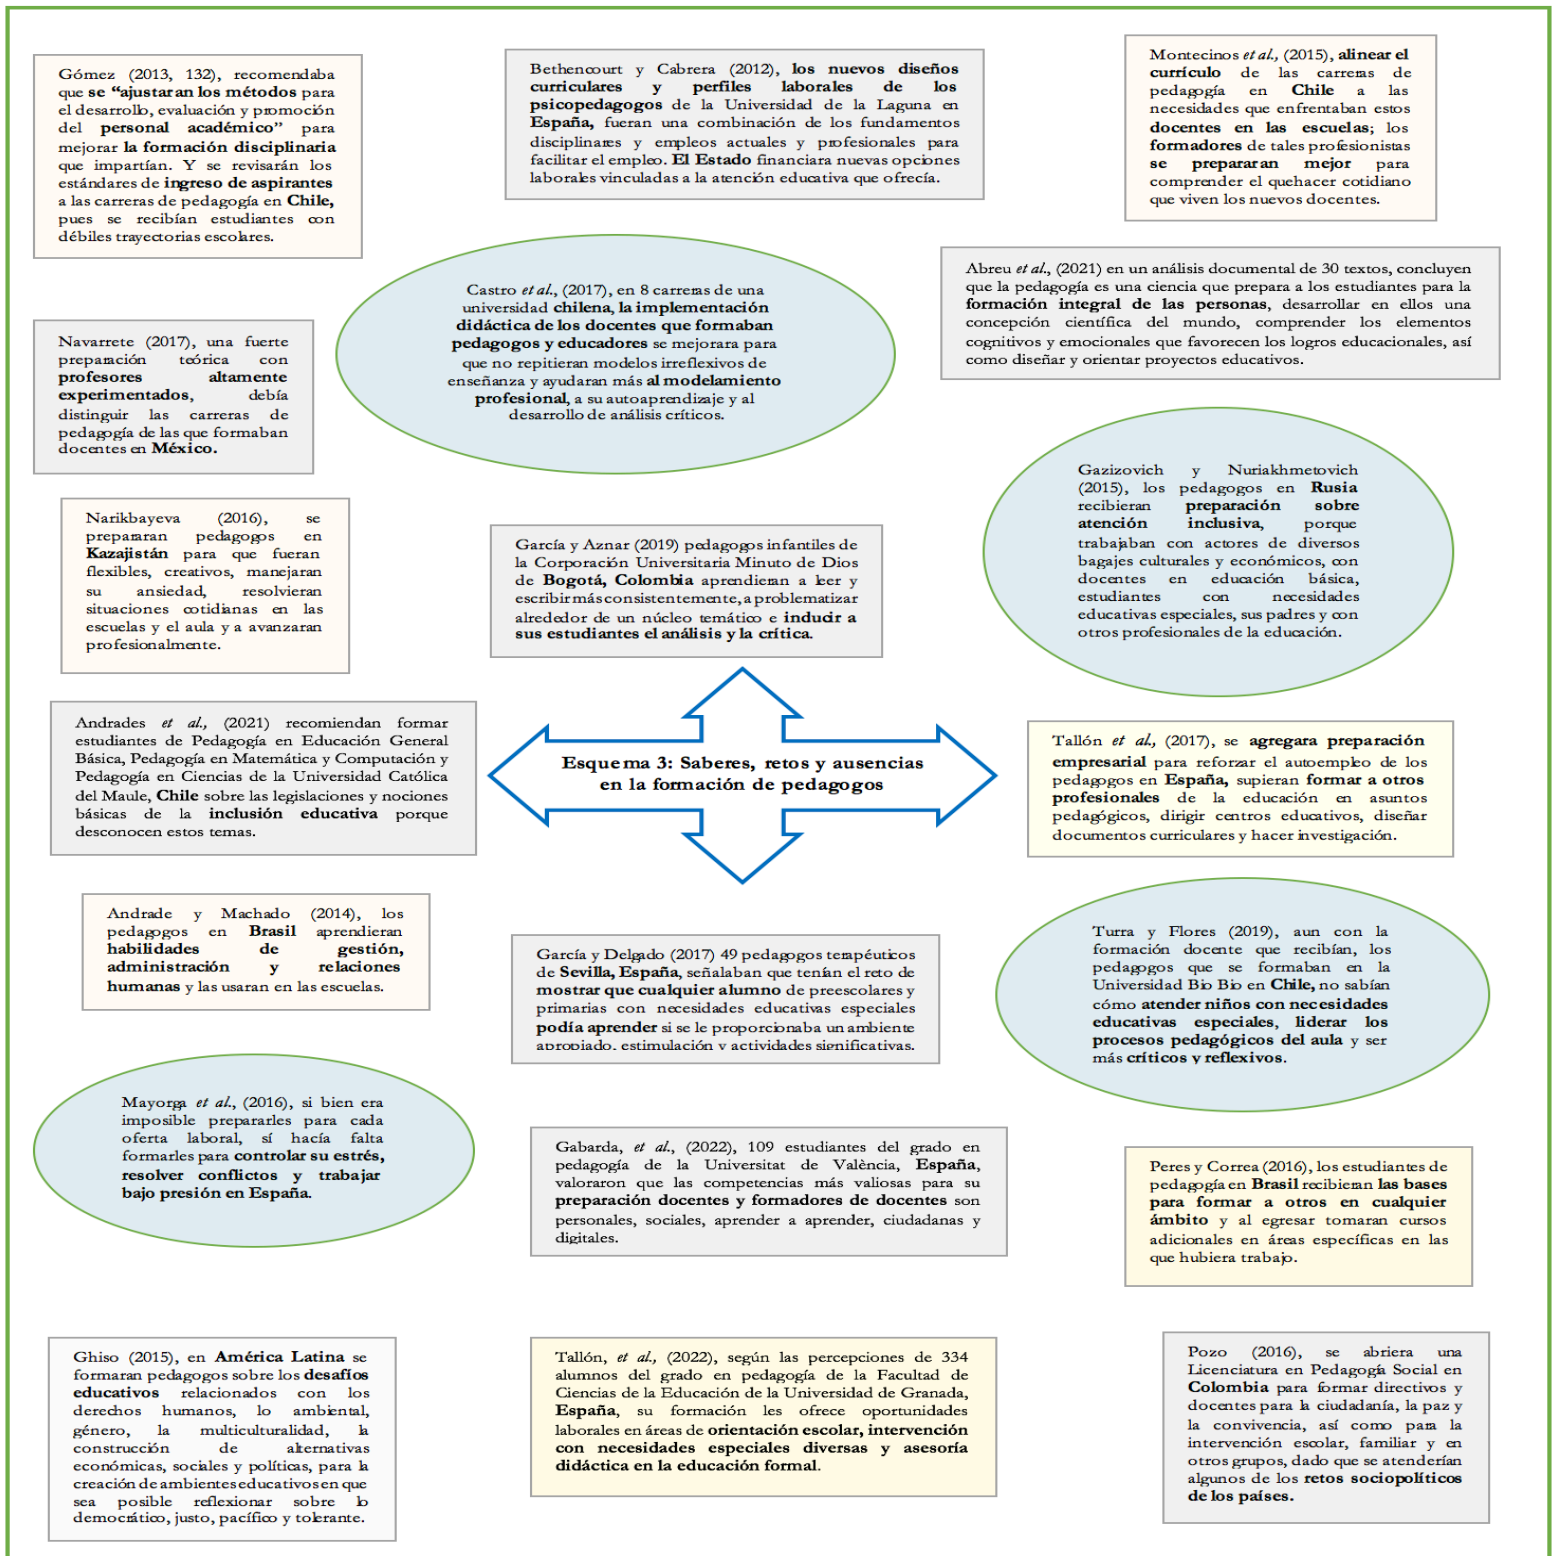 Gómez (2013, 132), recomendaba
que se “ajustaran los métodos para
el desarrollo, evaluación y promoción
del personal académico” para
mejorar la formación disciplinaria
que impartían. Y se revisarán los
estándares de ingreso de aspirantes
a las carreras de pedagogía en Chile,
pues se recibían estudiantes con
débiles trayectorias escolares.
Bethencourt y Cabrera (2012), los nuevos diseños
curriculares y perfiles laborales de los
psicopedagogos de la Universidad de la Laguna en
España, fueran una combinación de los fundamentos
disciplinares y empleos actuales y profesionales para
facilitar el empleo. El Estado financiara nuevas opciones
laborales vinculadas a la atención educativa que ofrecía.
Montecinos et al., (2015), alinear el
currículo de las carreras de
pedagogía en Chile a las
necesidades que enfrentaban estos
docentes en las escuelas; los
formadores de tales profesionistas
se prepararan mejor para
comprender el quehacer cotidiano
que viven los nuevos docentes.
Castro et al., (2017), en 8 carreras de una
universidad chilena, la implementación
didáctica de los docentes que formaban
pedagogos y educadores se mejorara para
que no repitieran modelos irreflexivos de
enseñanza y ayudaran más al modelamiento
profesional, a su autoaprendizaje y al
desarrollo de análisis críticos.
Abreu et al., (2021) en un análisis documental de 30 textos, concluyen
que la pedagogía es una ciencia que prepara a los estudiantes para la
formación integral de las personas, desarrollar en ellos una
concepción científica del mundo, comprender los elementos
cognitivos y emocionales que favorecen los logros educacionales, así
como diseñar y orientar proyectos educativos.
Navarrete (2017), una fuerte
preparación teórica con
profesores altamente
experimentados, debía
distinguir las carreras de
pedagogía de las que formaban
docentes en México.
Gazizovich y Nuriakhmetovich
(2015), los pedagogos en Rusia
recibieran preparación sobre
atención inclusiva, porque
trabajaban con actores de diversos
bagajes culturales y económicos, con
docentes en educación básica,
estudiantes con necesidades
educativas especiales, sus padres y con
otros profesionales de la educación.
Narikbayeva (2016), se
prepararan pedagogos en
Kazajistán para que fueran
flexibles, creativos, manejaran
su ansiedad, resolvieran
situaciones cotidianas en las
escuelas y el aula y a avanzaran
profesionalmente.
García y Aznar (2019) pedagogos infantiles de
la Corporación Universitaria Minuto de Dios
de Bogotá, Colombia aprendieran a leer y
escribir más consistentemente, a problematizar
alrededor de un núcleo temático e inducir a
sus estudiantes el análisis y la crítica.
Andrades et al., (2021) recomiendan formar
estudiantes de Pedagogía en Educación General
Básica, Pedagogía en Matemática y Computación y
Pedagogía en Ciencias de la Universidad Católica
del Maule, Chile sobre las legislaciones y nociones
básicas de la inclusión educativa porque
desconocen estos temas.
Esquema 3: Saberes, retos y ausencias
en la formación de pedagogos
Tallón et al., (2017), se agregara preparación
empresarial para reforzar el autoempleo de los
pedagogos en España, supieran formar a otros
profesionales de la educación en asuntos
pedagógicos, dirigir centros educativos, diseñar
documentos curriculares y hacer investigación.
Andrade y Machado (2014), los
pedagogos en Brasil aprendieran
habilidades de gestión,
administración y relaciones
humanas y las usaran en las escuelas.
García y Delgado (2017) 49 pedagogos terapéuticos
de Sevilla, España, señalaban que tenían el reto de
mostrar que cualquier alumno de preescolares y
primarias con necesidades educativas especiales
podía aprender si se le proporcionaba un ambiente
apropiado, estimulación y actividades significativas.
Turra y Flores (2019), aun con la
formación docente que recibían, los
pedagogos que se formaban en la
Universidad Bio Bio en Chile, no sabían
cómo atender niños con necesidades
educativas especiales, liderar los
procesos pedagógicos del aula y ser
más críticos y reflexivos.
Mayorga et al., (2016), si bien era
imposible prepararles para cada
oferta laboral, sí hacía falta
formarles para controlar su estrés,
resolver conflictos y trabajar
bajo presión en España.
Gabarda, et al., (2022), 109 estudiantes del grado en
pedagogía de la Universitat de València, España,
valoraron que las competencias más valiosas para su
preparación docentes y formadores de docentes son
personales, sociales, aprender a aprender, ciudadanas y
digitales.
Peres y Correa (2016), los estudiantes de
pedagogía en Brasil recibieran las bases
para formar a otros en cualquier
ámbito y al egresar tomaran cursos
adicionales en áreas específicas en las
que hubiera trabajo.
Ghiso (2015), en América Latina se
formaran pedagogos sobre los desafíos
educativos relacionados con los
derechos humanos, lo ambiental,
género, la multiculturalidad, la
construcción de alternativas
económicas, sociales y políticas, para la
creación de ambientes educativos en que
sea posible reflexionar sobre lo
democrático, justo, pacífico y tolerante.
Tallón, et al., (2022), según las percepciones de 334
alumnos del grado en pedagogía de la Facultad de
Ciencias de la Educación de la Universidad de Granada,
España, su formación les ofrece oportunidades
laborales en áreas de orientación escolar, intervención
con necesidades especiales diversas y asesoría
didáctica en la educación formal.
Pozo (2016), se abriera una
Licenciatura en Pedagogía Social en
Colombia para formar directivos y
docentes para la ciudadanía, la paz y
la convivencia, así como para la
intervención escolar, familiar y en
otros grupos, dado que se atenderían
algunos de los retos sociopolíticos
de los países.